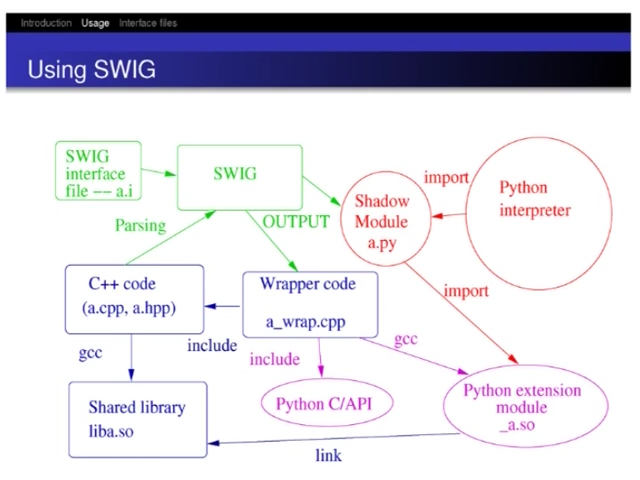 Introduction Usage Interface files
Using SWIG
SWIG
interface
file -- a.i
SWIG
Shadow
Module
a.py
import
Python
interpreter
Parsing
OUTPUT
C++ code
(a.cpp, a.hpp)
Wrapper code
a_wrap.cpp
import
gcc
include
include
gcc
Shared library
liba.so
Python C/API
Python extension
module
_a.so
link